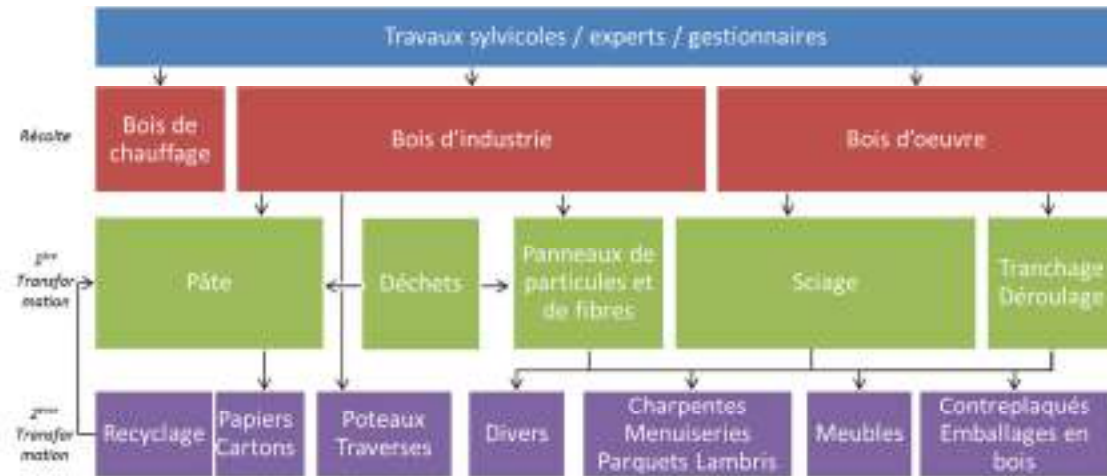 Travaux sylvicoles / experts / gestionnaires
Récolte
Bois de
chauffage
Bois d'industrie
Bois d'oeuvre
1ère
Transfor
mation
Pâte
Déchets
Panneaux de
particules et
de fibres
Sciage
Tranchage
Déroulage
2ème
Transfor
mation
Recyclage
Papiers
Cartons
Poteaux
Traverses
Divers
Charpentes
Menuiseries
Parquets Lambris
Meubles
Contreplaqués
Emballages en
bois